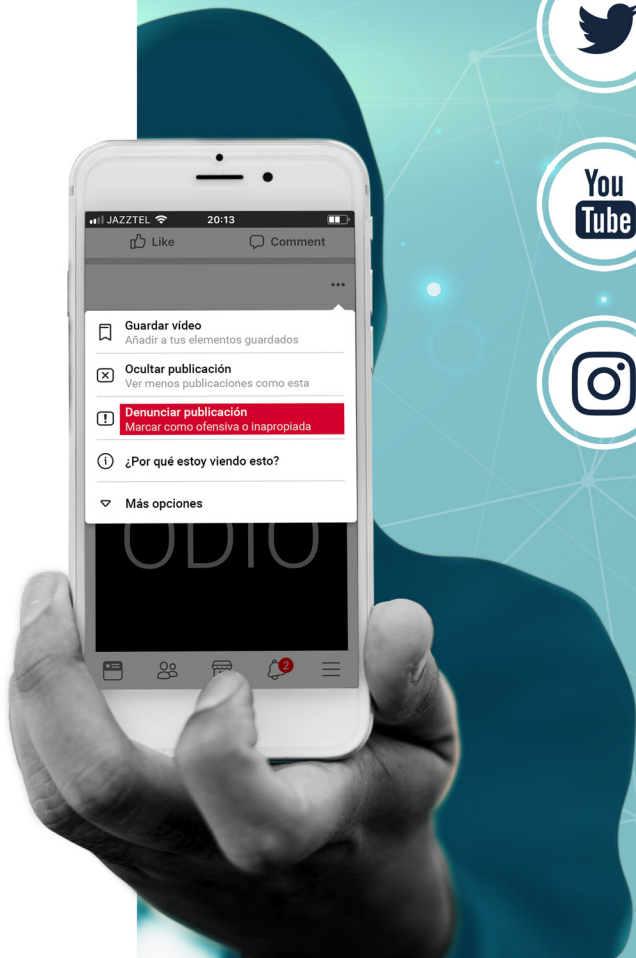 JAZZTEL
20:13
Like
Comment
Guardar vídeo
Añadir a tus elementos guardados
Ocultar publicación
Ver menos publicaciones como esta
Denunciar publicación
Marcar como ofensiva o inapropiada
¿Por qué estoy viendo esto?
Más opciones
ODIO
2
You
Tube